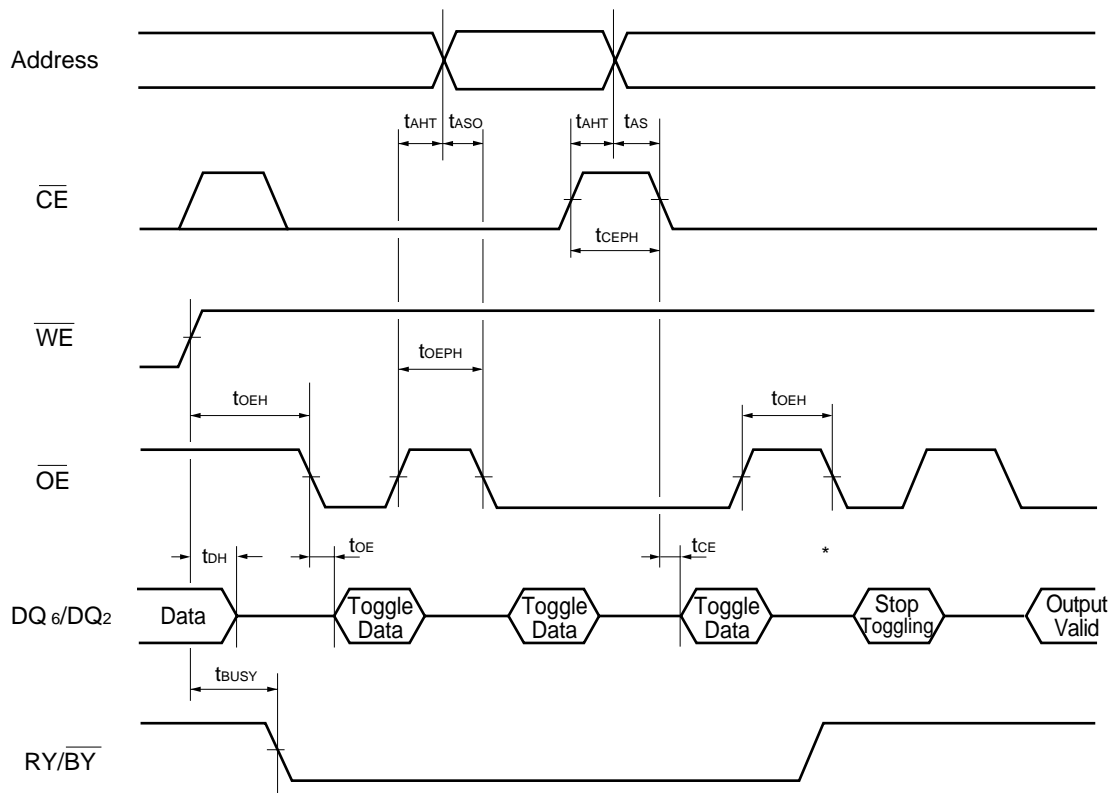 Address
tAHT tASO tAHT tAS
CE
tCEPH
WE
tOEPH
tOEH tOEH
OE
tDH tOE tCE *
DQ6/DQ2 Data Toggle Data Toggle Data Toggle Data Stop Toggling Output Valid
tBUSY
RY/BY